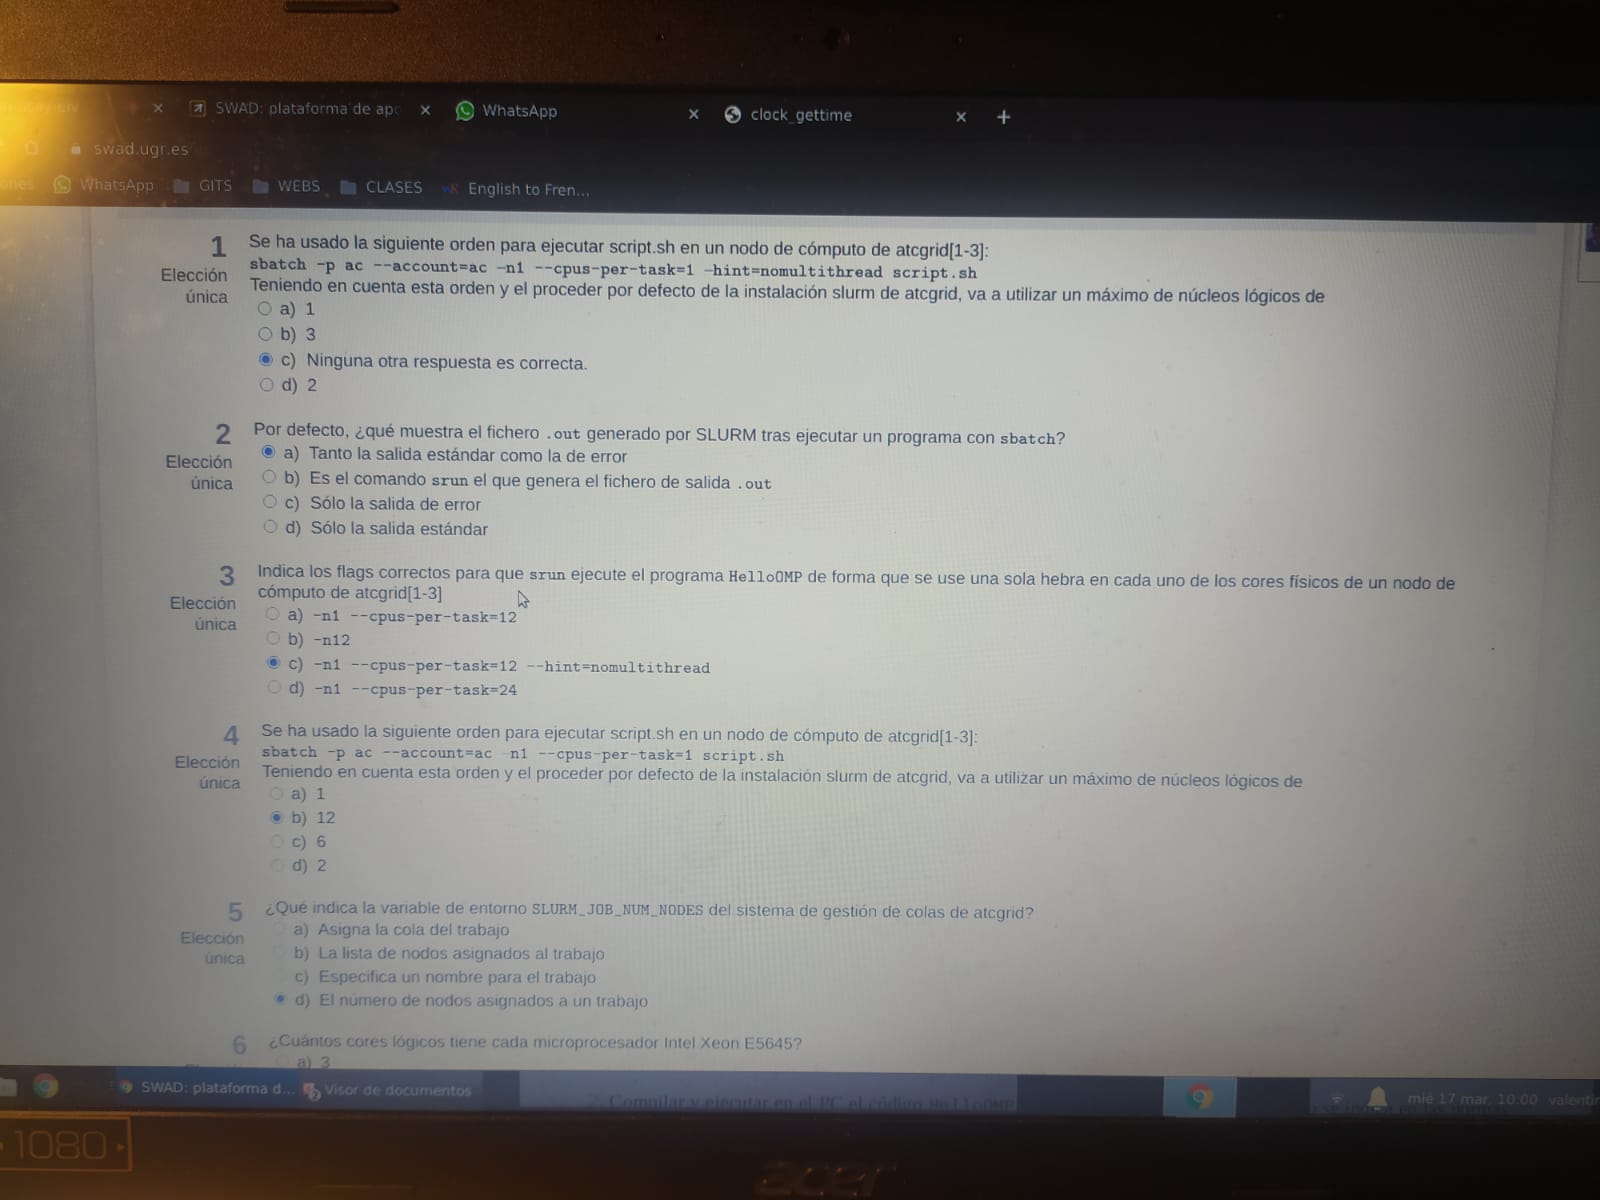 SWAD: plataforma de apo
WhatsApp
clock_gettime
swad.ugr.es
WhatsApp GITS WEBS CLASES English to Fren...
1 Se ha usado la siguiente orden para ejecutar script.sh en un nodo de cómputo de atcgrid[1-3]:
Elección única
sbatch -p ac --account=ac -n1 --cpus-per-task=1 -hint=nomultithread script.sh
Teniendo en cuenta esta orden y el proceder por defecto de la instalación slurm de atcgrid, va a utilizar un máximo de núcleos lógicos de
a) 1
b) 3
c) Ninguna otra respuesta es correcta.
d) 2
2 Por defecto, ¿qué muestra el fichero .out generado por SLURM tras ejecutar un programa con sbatch?
Elección única
a) Tanto la salida estándar como la de error
b) Es el comando srun el que genera el fichero de salida .out
c) Sólo la salida de error
d) Sólo la salida estándar
3 Indica los flags correctos para que srun ejecute el programa HelloOMP de forma que se use una sola hebra en cada uno de los cores físicos de un nodo de
Elección única
cómputo de atcgrid[1-3]
a) -n1 --cpus-per-task=12
b) -n12
c) -n1 --cpus-per-task=12 --hint=nomultithread
d) -n1 --cpus-per-task=24
4 Se ha usado la siguiente orden para ejecutar script.sh en un nodo de cómputo de atcgrid[1-3]:
Elección única
sbatch -p ac --account=ac -n1 --cpus-per-task=1 script.sh
Teniendo en cuenta esta orden y el proceder por defecto de la instalación slurm de atcgrid, va a utilizar un máximo de núcleos lógicos de
a) 1
b) 12
c) 6
d) 2
5 ¿Qué indica la variable de entorno SLURM_JOB_NUM_NODES del sistema de gestión de colas de atcgrid?
Elección única
a) Asigna la cola del trabajo
b) La lista de nodos asignados al trabajo
c) Especifica un nombre para el trabajo
d) El número de nodos asignados a un trabajo
6 ¿Cuántos cores lógicos tiene cada microprocesador Intel Xeon E5645?
a) 3
SWAD: plataforma d... Visor de documentos
Compilar y ejecutar en el PC el código HelloOMP
mié 17 mar, 10:00 valentin
1080
acer